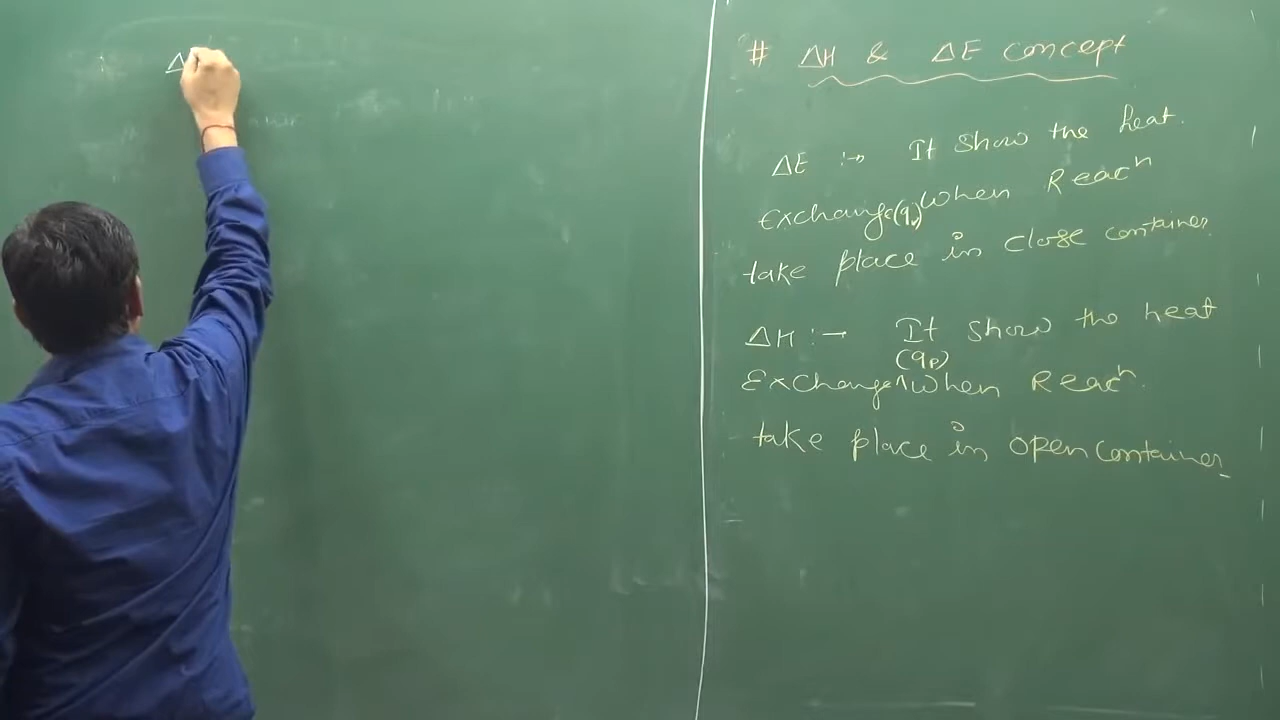 Δ
# ΔH & ΔE concept
ΔE :→ It show the heat.
Exchange(qv) when Reacn
take place in close container.
ΔH :→ It show the heat
(qp)
Exchange^when Reacn.
take place in open container